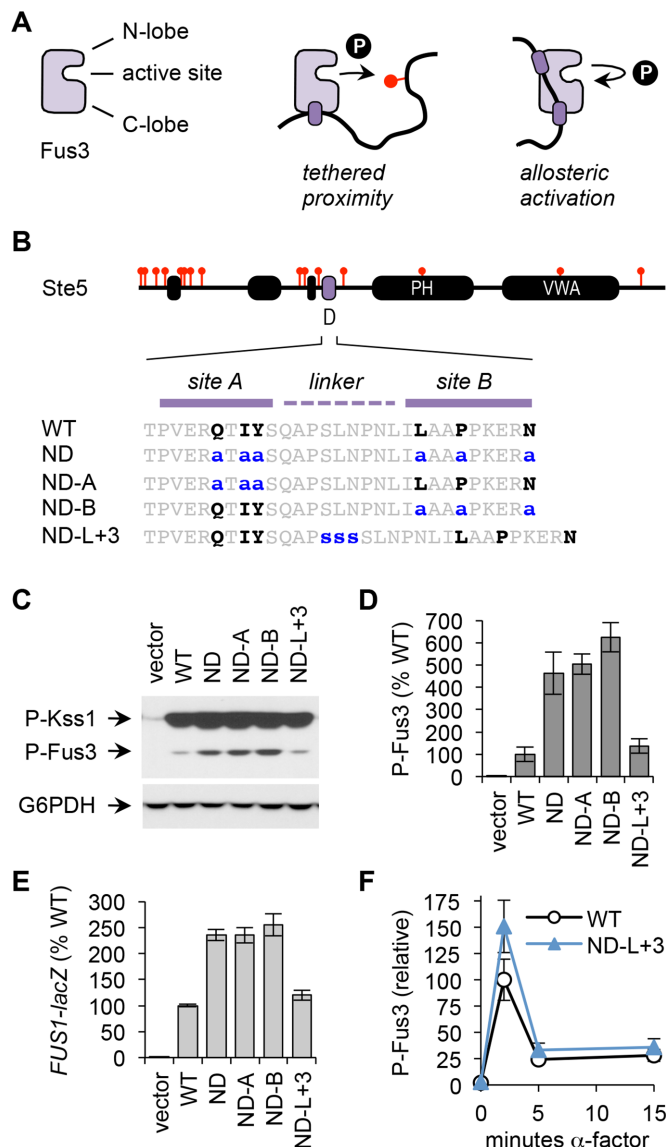 A
N-lobe
active site
C-lobe
Fus3
P
tethered
proximity
P
allosteric
activation
B
Ste5
PH
VWA
D
site A
linker
site B
WT TPVERQTIYSQAPSLNPNLILAAPPKERN
ND TPVERaTaaSQAPSLNPNLIaAAaPKERa
ND-A TPVERaTaaSQAPSLNPNLILAAPPKERN
ND-B TPVERQTIYSQAPSLNPNLIaAAaPKERa
ND-L+3 TPVERQTIYSQAPsssSLNPNLILAAPPKERN
C
vector
WT
ND
ND-A
ND-B
ND-L+3
P-Kss1
P-Fus3
G6PDH
D
P-Fus3 (% WT)
700
600
500
400
300
200
100
0
vector
WT
ND
ND-A
ND-B
ND-L+3
E
FUS1-lacZ (% WT)
300
250
200
150
100
50
0
vector
WT
ND
ND-A
ND-B
ND-L+3
F
P-Fus3 (relative)
175
150
125
100
75
50
25
0
WT
ND-L+3
0 5 10 15
minutes α-factor